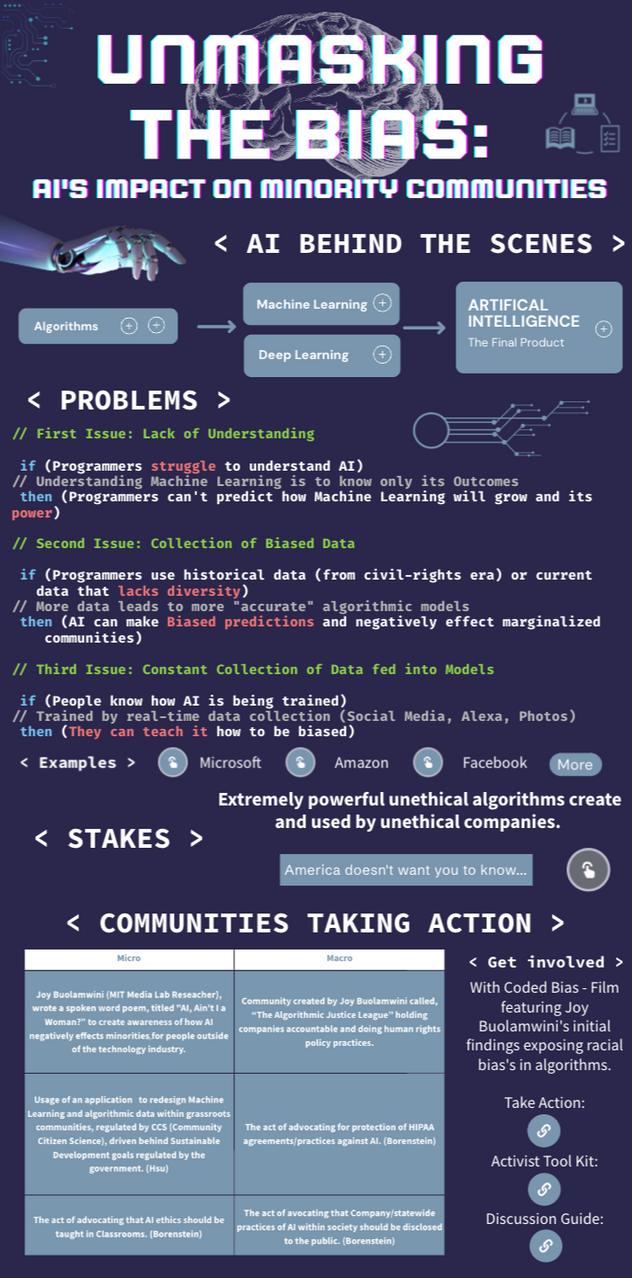 UNMASKING
THE BIAS:
AI'S IMPACT ON MINORITY COMMUNITIES
< AI BEHIND THE SCENES >
Algorithms
Machine Learning
Deep Learning
ARTIFICAL
INTELLIGENCE
The Final Product
< PROBLEMS >
// First Issue: Lack of Understanding
if (Programmers struggle to understand AI)
// Understanding Machine Learning is to know only its Outcomes
then (Programmers can't predict how Machine Learning will grow and its
power)
// Second Issue: Collection of Biased Data
if (Programmers use historical data (from civil-rights era) or current
data that lacks diversity)
// More data leads to more "accurate" algorithmic models
then (AI can make Biased predictions and negatively effect marginalized
communities)
// Third Issue: Constant Collection of Data fed into Models
if (People know how AI is being trained)
// Trained by real-time data collection (Social Media, Alexa, Photos)
then (They can teach it how to be biased)
< Examples > Microsoft Amazon Facebook More
< STAKES >
Extremely powerful unethical algorithms create
and used by unethical companies.
America doesn't want you to know...
< COMMUNITIES TAKING ACTION >
Micro
Macro
Joy Buolamwini (MIT Media Lab Reseacher),
wrote a spoken word poem, titled "AI, Ain't I a
Woman?" to create awareness of how AI
negatively effects minorities,for people outside
of the technology industry.
Community created by Joy Buolamwini called,
"The Algorithmic Justice League" holding
companies accountable and doing human rights
policy practices.
Usage of an application to redesign Machine
Learning and algorithmic data within grassroots
communities, regulated by CCS (Community
Citizen Science), driven behind Sustainable
Development goals regulated by the
government. (Hsu)
The act of advocating for protection of HIPAA
agreements/practices against AI. (Borenstein)
The act of advocating that AI ethics should be
taught in Classrooms. (Borenstein)
The act of avocating that Company/statewide
practices of AI within society should be disclosed
to the public. (Borenstein)
< Get involved >
With Coded Bias - Film
featuring Joy
Buolamwini's initial
findings exposing racial
bias's in algorithms.
Take Action:
Activist Tool Kit:
Discussion Guide: